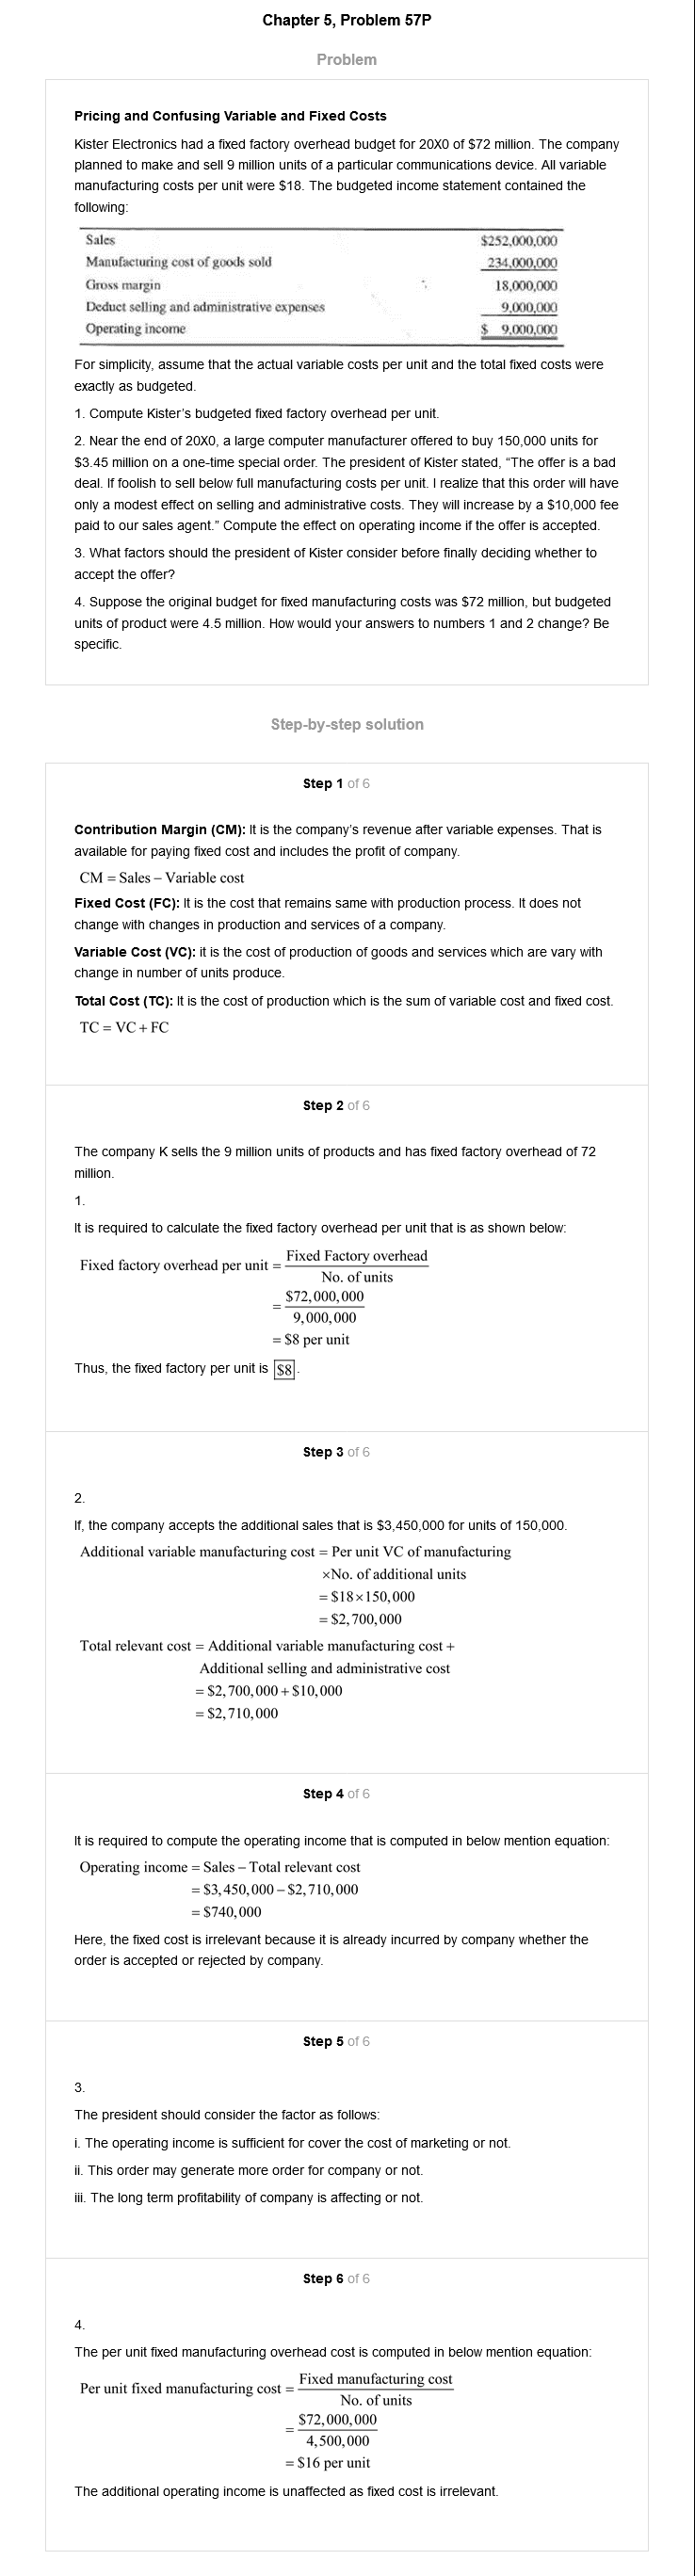 Chapter 5, Problem 57P
Problem
Pricing and Confusing Variable and Fixed Costs
Kister Electronics had a fixed factory overhead budget for 20X0 of $72 million. The company
planned to make and sell 9 million units of a particular communications device. All variable
manufacturing costs per unit were $18. The budgeted income statement contained the
following:
Sales $252,000,000
Manufacturing cost of goods sold 234,000,000
Gross margin 18,000,000
Deduct selling and administrative expenses 9,000,000
Operating income $ 9,000,000
For simplicity, assume that the actual variable costs per unit and the total fixed costs were
exactly as budgeted.
1. Compute Kister's budgeted fixed factory overhead per unit.
2. Near the end of 20X0, a large computer manufacturer offered to buy 150,000 units for
$3.45 million on a one-time special order. The president of Kister stated, "The offer is a bad
deal. If foolish to sell below full manufacturing costs per unit. I realize that this order will have
only a modest effect on selling and administrative costs. They will increase by a $10,000 fee
paid to our sales agent." Compute the effect on operating income if the offer is accepted.
3. What factors should the president of Kister consider before finally deciding whether to
accept the offer?
4. Suppose the original budget for fixed manufacturing costs was $72 million, but budgeted
units of product were 4.5 million. How would your answers to numbers 1 and 2 change? Be
specific.
Step-by-step solution
Step 1 of 6
Contribution Margin (CM): It is the company's revenue after variable expenses. That is
available for paying fixed cost and includes the profit of company.
CM = Sales – Variable cost
Fixed Cost (FC): It is the cost that remains same with production process. It does not
change with changes in production and services of a company.
Variable Cost (VC): it is the cost of production of goods and services which are vary with
change in number of units produce.
Total Cost (TC): It is the cost of production which is the sum of variable cost and fixed cost.
TC = VC + FC
Step 2 of 6
The company K sells the 9 million units of products and has fixed factory overhead of 72
million.
1.
It is required to calculate the fixed factory overhead per unit that is as shown below:
Fixed factory overhead per unit = Fixed Factory overhead
No. of units
= $72,000,000
9,000,000
= $8 per unit
Thus, the fixed factory per unit is $8.
Step 3 of 6
2.
If, the company accepts the additional sales that is $3,450,000 for units of 150,000.
Additional variable manufacturing cost = Per unit VC of manufacturing
×No. of additional units
= $18×150,000
= $2,700,000
Total relevant cost = Additional variable manufacturing cost +
Additional selling and administrative cost
= $2,700,000 + $10,000
= $2,710,000
Step 4 of 6
It is required to compute the operating income that is computed in below mention equation:
Operating income = Sales – Total relevant cost
= $3,450,000 – $2,710,000
= $740,000
Here, the fixed cost is irrelevant because it is already incurred by company whether the
order is accepted or rejected by company.
Step 5 of 6
3.
The president should consider the factor as follows:
i. The operating income is sufficient for cover the cost of marketing or not.
ii. This order may generate more order for company or not.
iii. The long term profitability of company is affecting or not.
Step 6 of 6
4.
The per unit fixed manufacturing overhead cost is computed in below mention equation:
Per unit fixed manufacturing cost = Fixed manufacturing cost
No. of units
= $72,000,000
4,500,000
= $16 per unit
The additional operating income is unaffected as fixed cost is irrelevant.